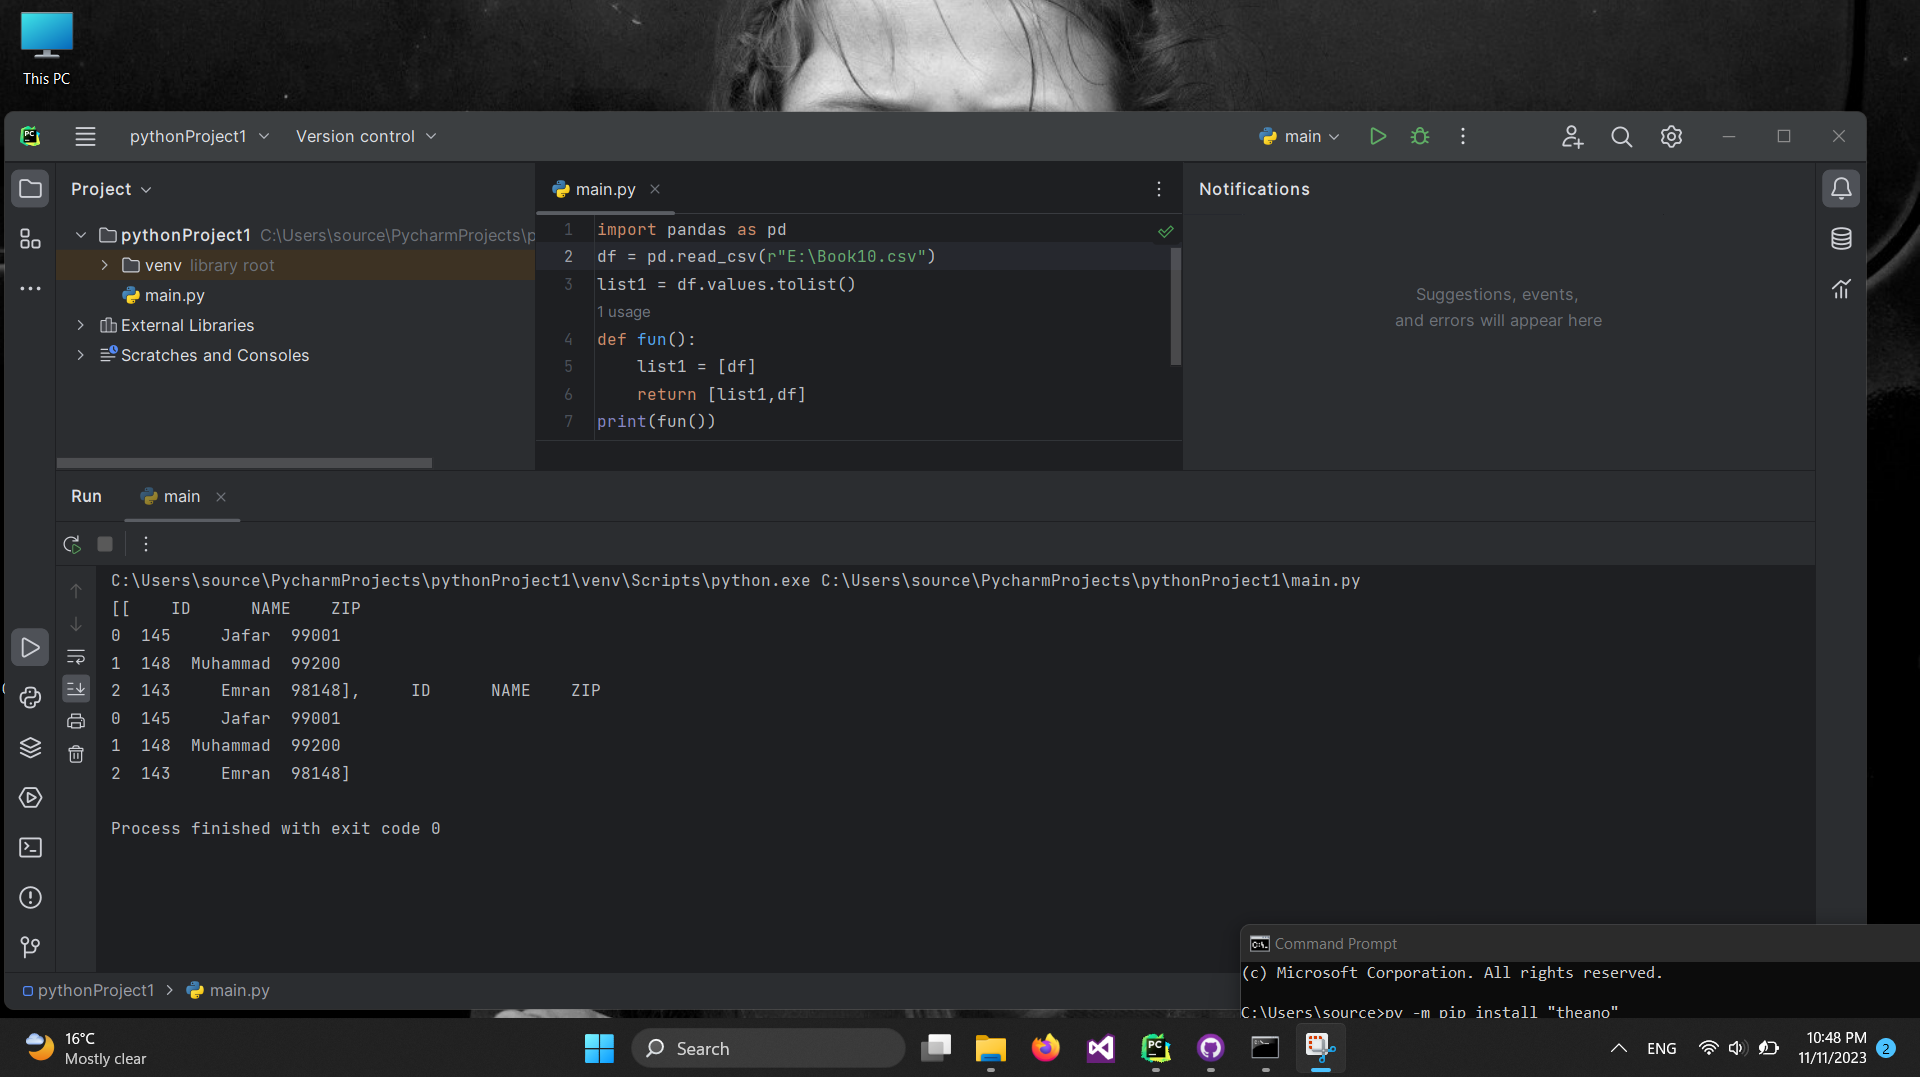 This PC
pythonProject1
Version control
main
Project
main.py
Notifications
pythonProject1 C:\Users\source\PycharmProjects\p
venv library root
main.py
External Libraries
Scratches and Consoles
1 import pandas as pd
2 df = pd.read_csv(r"E:\Book10.csv")
3 list1 = df.values.tolist()
1 usage
4 def fun():
5     list1 = [df]
6     return [list1,df]
7 print(fun())
Suggestions, events,
and errors will appear here
Run main
C:\Users\source\PycharmProjects\pythonProject1\venv\Scripts\python.exe C:\Users\source\PycharmProjects\pythonProject1\main.py
[[    ID      NAME    ZIP
0  145     Jafar  99001
1  148  Muhammad  99200
2  143     Emran  98148],     ID      NAME    ZIP
0  145     Jafar  99001
1  148  Muhammad  99200
2  143     Emran  98148]
Process finished with exit code 0
pythonProject1 > main.py
Command Prompt
(c) Microsoft Corporation. All rights reserved.
C:\Users\source>py -m pip install "theano"
16°C
Mostly clear
Search
ENG
10:48 PM
11/11/2023
2